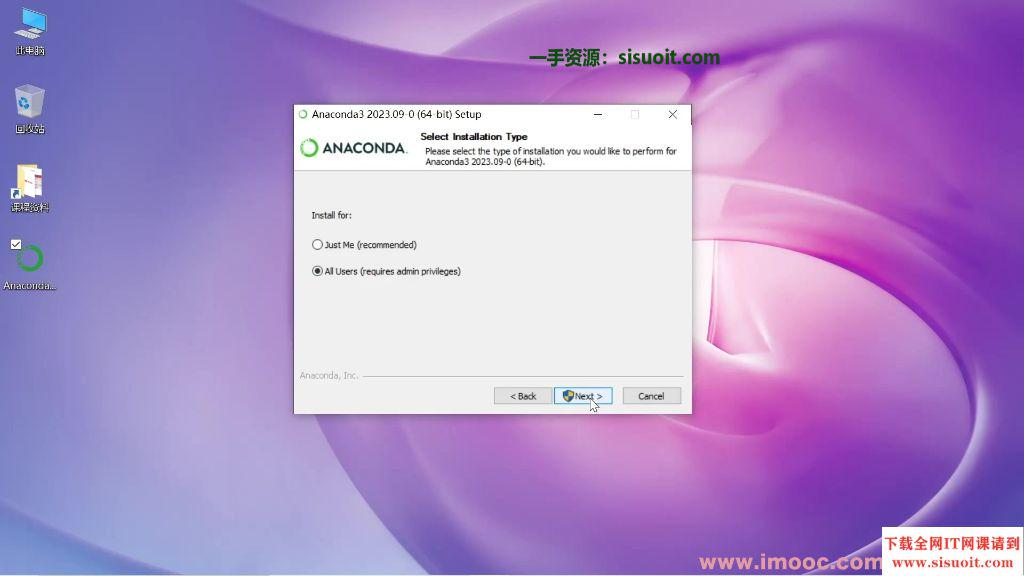 此电脑
回收站
课程资料
Anaconda...
一手资源：sisuoit.com
Anaconda3 2023.09-0 (64-bit) Setup
ANACONDA.
Select Installation Type
Please select the type of installation you would like to perform for
Anaconda3 2023.09-0 (64-bit).
Install for:
Just Me (recommended)
All Users (requires admin privileges)
Anaconda, Inc.
< Back
Next >
Cancel
www.imooc.com
下载全网IT网课请到
www.sisuoit.com